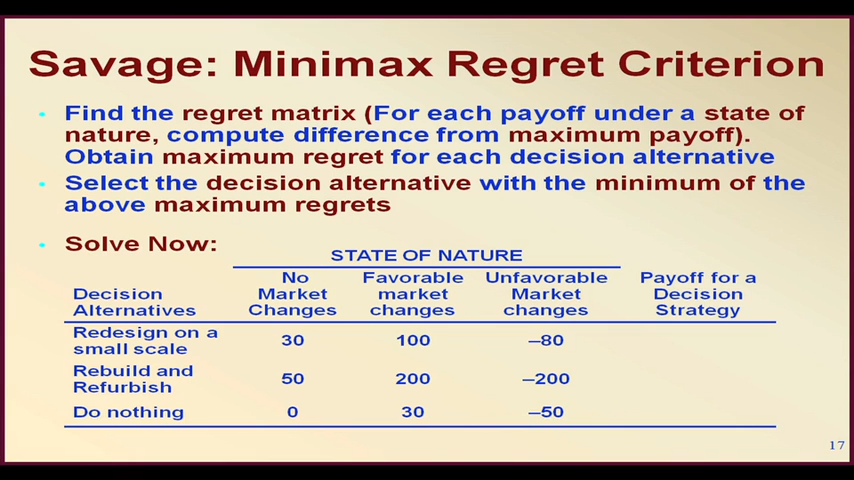 Savage: Minimax Regret Criterion
• Find the regret matrix (For each payoff under a state of
nature, compute difference from maximum payoff).
Obtain maximum regret for each decision alternative
• Select the decision alternative with the minimum of the
above maximum regrets
• Solve Now:
STATE OF NATURE
Decision Alternatives No Market Changes Favorable market changes Unfavorable Market changes Payoff for a Decision Strategy
Redesign on a small scale 30 100 –80
Rebuild and Refurbish 50 200 –200
Do nothing 0 30 –50
17